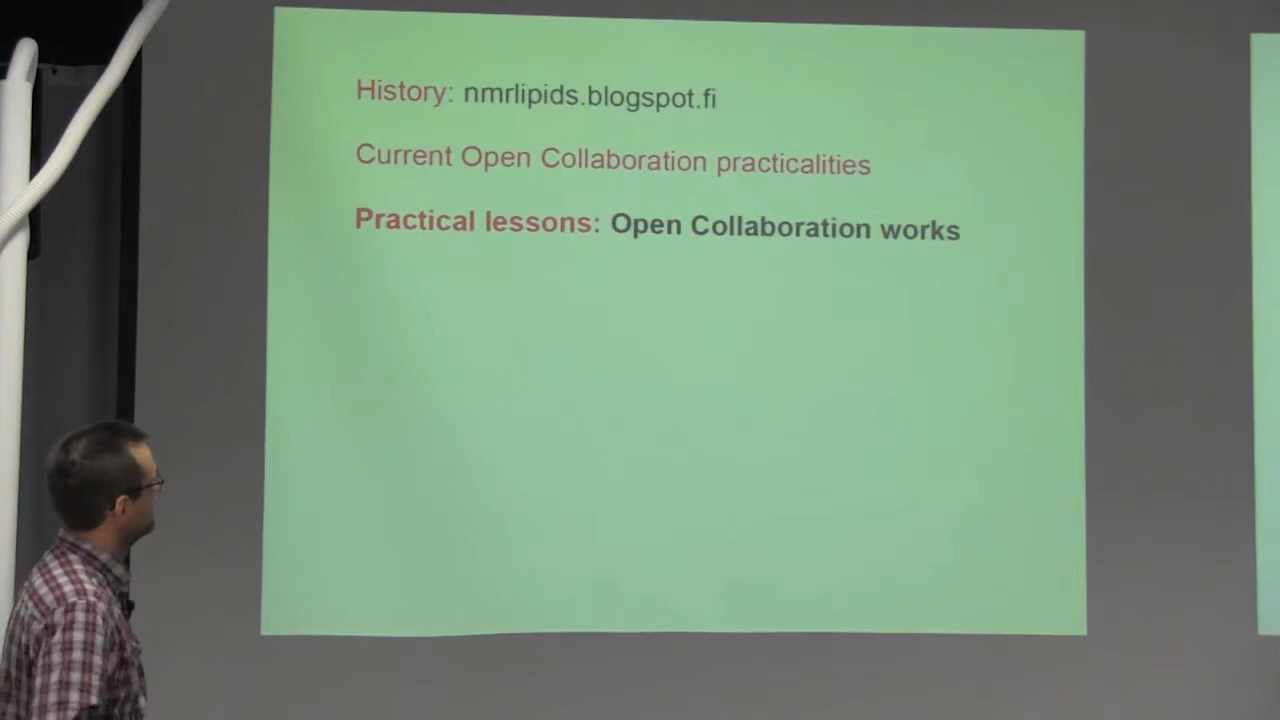 History: nmrlipids.blogspot.fi
Current Open Collaboration practicalities
Practical lessons: Open Collaboration works